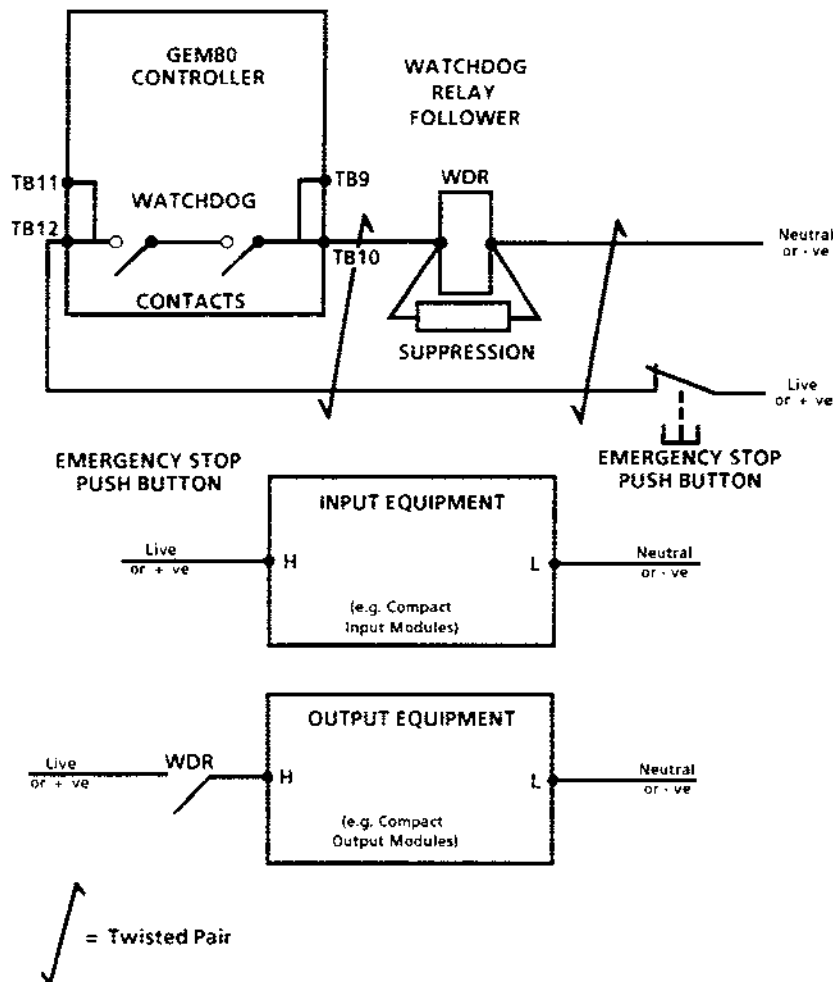 GEM80
CONTROLLER
WATCHDOG
RELAY
FOLLOWER
TB11
TB9
WDR
WATCHDOG
TB12
TB10
Neutral
or - ve
CONTACTS
SUPPRESSION
Live
or + ve
EMERGENCY STOP
PUSH BUTTON
EMERGENCY STOP
PUSH BUTTON
INPUT EQUIPMENT
Live
or + ve
H
L
Neutral
or - ve
(e.g. Compact
Input Modules)
OUTPUT EQUIPMENT
Live
or + ve
WDR
H
L
Neutral
or - ve
(e.g. Compact
Output Modules)
= Twisted Pair